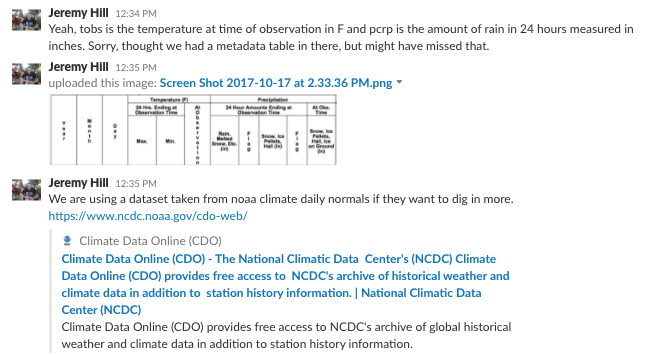 Jeremy Hill 12:34 PM
Yeah, tobs is the temperature at time of observation in F and pcrp is the amount of rain in 24 hours measured in
inches. Sorry, thought we had a metadata table in there, but might have missed that.
Jeremy Hill 12:35 PM
uploaded this image: Screen Shot 2017-10-17 at 2.33.36 PM.png
Temperature (F) Precipitation
24 Hrs. Ending at Observation Time 24 Hour Amounts Ending at Observation Time At Obs. Time
Year Month Day Max. Min. At Observation Rain, Melted Snow, Etc. (in) Flag Snow, Ice Pellets, Hail (in) Flag Snow, Ice Pellets, Hail, Ice on Ground (in)
Jeremy Hill 12:35 PM
We are using a dataset taken from noaa climate daily normals if they want to dig in more.
https://www.ncdc.noaa.gov/cdo-web/
Climate Data Online (CDO)
Climate Data Online (CDO) - The National Climatic Data Center's (NCDC) Climate
Data Online (CDO) provides free access to NCDC's archive of historical weather and
climate data in addition to station history information. | National Climatic Data
Center (NCDC)
Climate Data Online (CDO) provides free access to NCDC's archive of global historical
weather and climate data in addition to station history information.